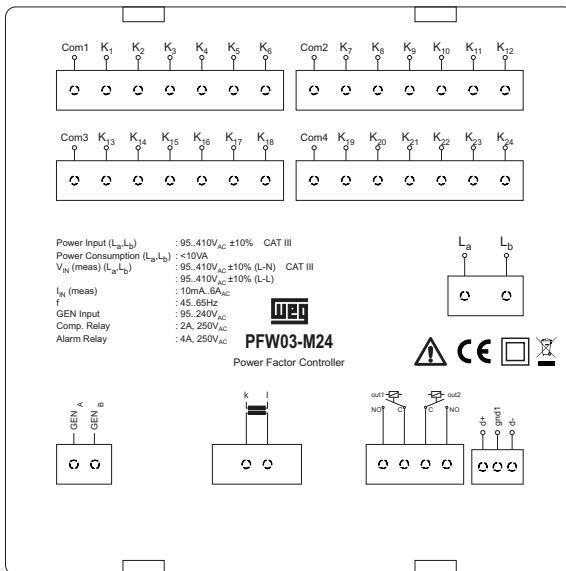 Com1 K1 K2 K3 K4 K5 K6 Com2 K7 K8 K9 K10 K11 K12
Com3 K13 K14 K15 K16 K17 K18 Com4 K19 K20 K21 K22 K23 K24
Power Input (La,Lb) : 95..410VAC ±10% CAT III
Power Consumption (La,Lb) : <10VA
VIN (meas) (La,Lb) : 95..410VAC ±10% (L-N) CAT III
: 95..410VAC ±10% (L-L)
IIN (meas) : 10mA..6AAC
f : 45..65Hz
GEN Input : 95..240VAC
Comp. Relay : 2A, 250VAC
Alarm Relay : 4A, 250VAC
weg
PFW03-M24
Power Factor Controller
La Lb
CE
GEN A GEN B
k l
out1 out2
NO C C NO
d+ gnd1 d-